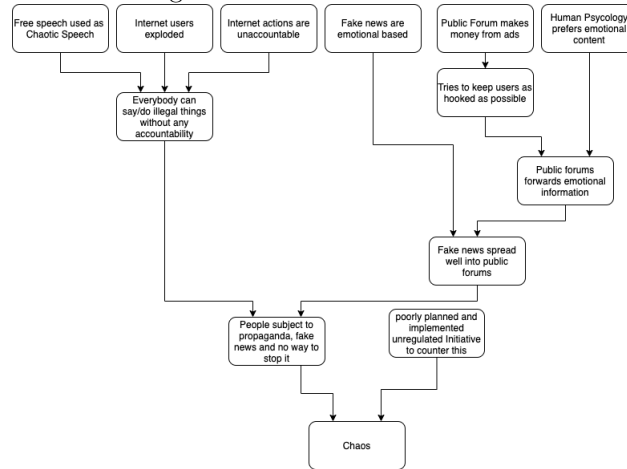 Free speech used as
Chaotic Speech
Internet users
exploded
Internet actions are
unaccountable
Fake news are
emotional based
Public Forum makes
money from ads
Human Psycology
prefers emotional
content
Everybody can
say/do illegal things
without any
accountability
Tries to keep users as
hooked as possible
Public forums
forwards emotional
information
Fake news spread
well into public
forums
People subject to
propaganda, fake
news and no way to
stop it
poorly planned and
implemented
unregulated Initiative
to counter this
Chaos